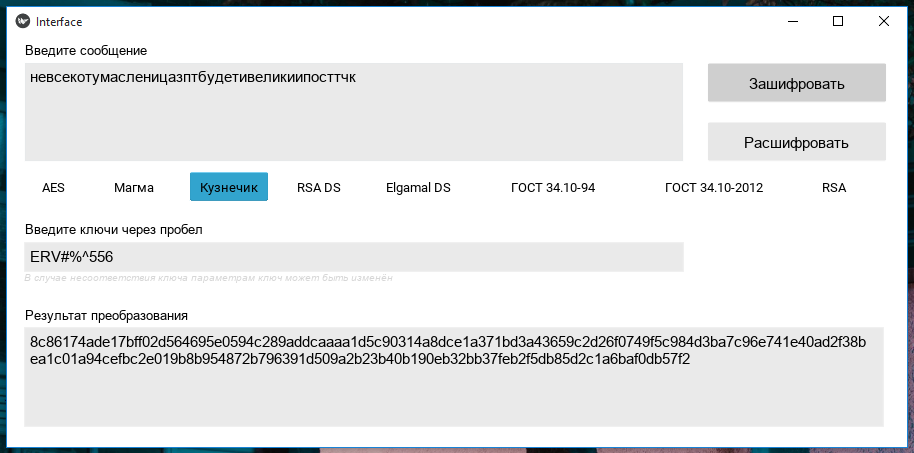 Interface
Введите сообщение
невсекотумасленицазптбудетивеликиипосттчк
Зашифровать
Расшифровать
AES Магма Кузнечик RSA DS Elgamal DS ГОСТ 34.10-94 ГОСТ 34.10-2012 RSA
Введите ключи через пробел
ERV#%^556
В случае несоответствия ключа параметрам ключ может быть изменён
Результат преобразования
8c86174ade17bff02d564695e0594c289addcaaaa1d5c90314a8dce1a371bd3a43659c2d26f0749f5c984d3ba7c96e741e40ad2f38b
ea1c01a94cefbc2e019b8b954872b796391d509a2b23b40b190eb32bb37feb2f5db85d2c1a6baf0db57f2